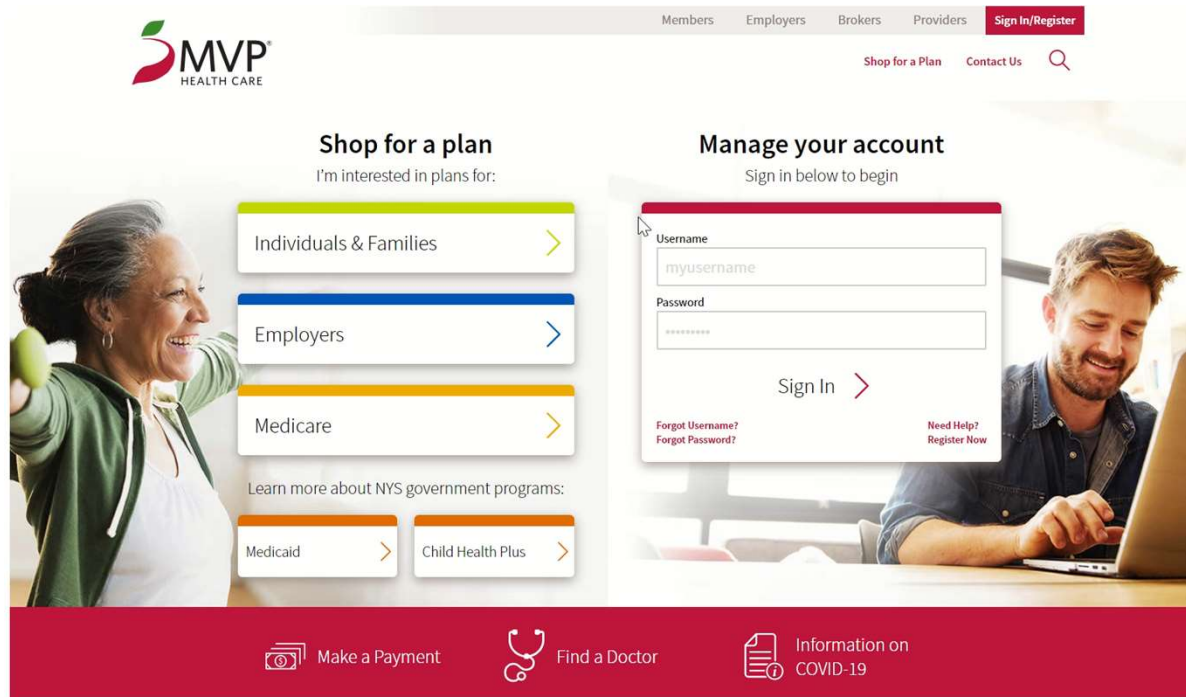 Members Employers Brokers Providers Sign In/Register
MVP®
HEALTH CARE
Shop for a Plan Contact Us
Shop for a plan
I'm interested in plans for:
Individuals & Families
Employers
Medicare
Learn more about NYS government programs:
Medicaid
Child Health Plus
Manage your account
Sign in below to begin
Username
myusername
Password
Sign In
Forgot Username?
Forgot Password?
Need Help?
Register Now
Make a Payment
Find a Doctor
Information on
COVID-19